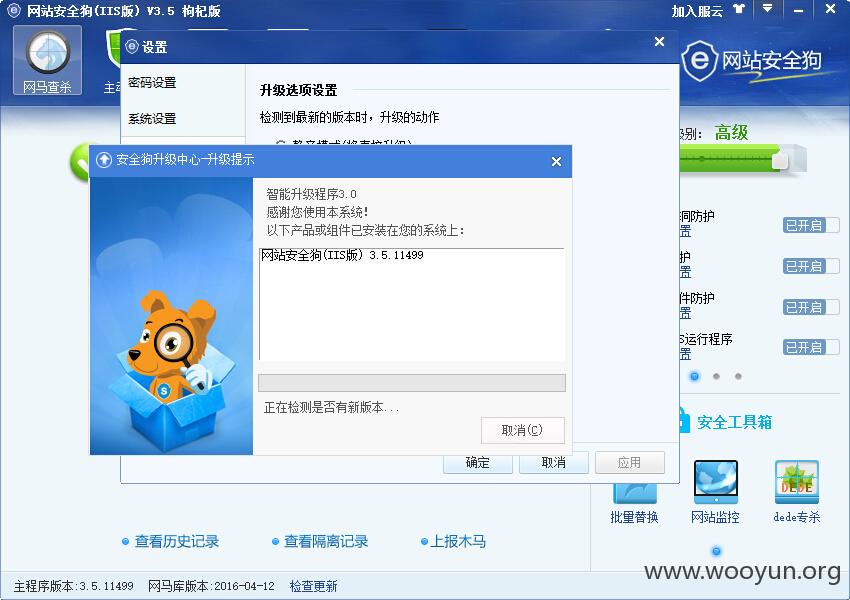 网站安全狗(IIS版) V3.5 枸杞版
加入服云
网马查杀
主动
网站安全狗
设置
密码设置
系统设置
升级选项设置
检测到最新的版本时，升级的动作
级别：
高级
安全狗升级中心-升级提示
智能升级程序3.0
感谢您使用本系统!
以下产品或组件已安装在您的系统上:
网站安全狗(IIS版) 3.5.11499
正在检测是否有新版本...
取消(C)
确定
取消
应用
洞防护
置
已开启
护
置
已开启
件防护
置
已开启
S运行程序
置
已开启
安全工具箱
批量替换
网站监控
DEDE
dede专杀
查看历史记录
查看隔离记录
上报木马
www.wooyun.org
主程序版本:3.5.11499
网马库版本:2016-04-12
检查更新